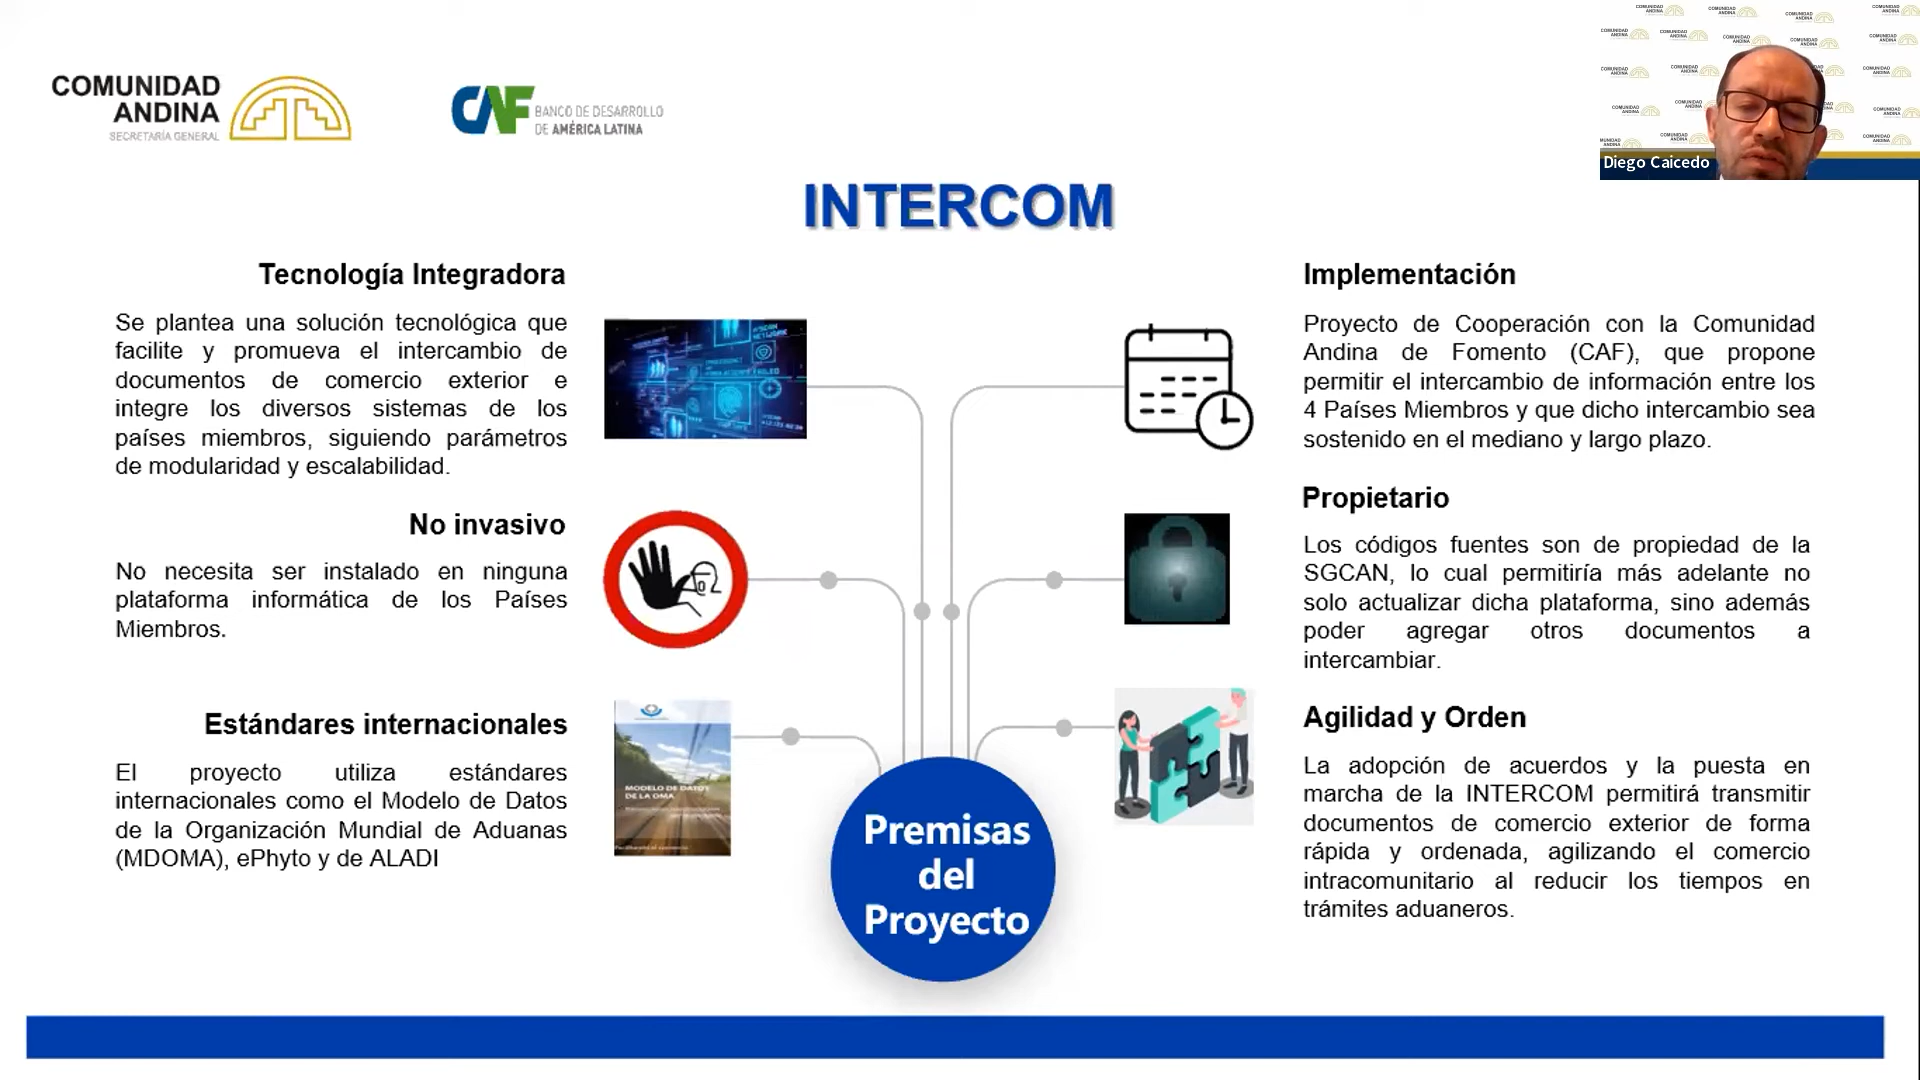 COMUNIDAD
ANDINA
SECRETARÍA GENERAL
CAF BANCO DE DESARROLLO
DE AMÉRICA LATINA
Diego Caicedo
INTERCOM
Tecnología Integradora
Se plantea una solución tecnológica que
facilite y promueva el intercambio de
documentos de comercio exterior e
integre los diversos sistemas de los
países miembros, siguiendo parámetros
de modularidad y escalabilidad.
No invasivo
No necesita ser instalado en ninguna
plataforma informática de los Países
Miembros.
Estándares internacionales
El proyecto utiliza estándares
internacionales como el Modelo de Datos
de la Organización Mundial de Aduanas
(MDOMA), ePhyto y de ALADI
MODELO DE DATOS
DE LA OMA
Premisas
del
Proyecto
Implementación
Proyecto de Cooperación con la Comunidad
Andina de Fomento (CAF), que propone
permitir el intercambio de información entre los
4 Países Miembros y que dicho intercambio sea
sostenido en el mediano y largo plazo.
Propietario
Los códigos fuentes son de propiedad de la
SGCAN, lo cual permitiría más adelante no
solo actualizar dicha plataforma, sino además
poder agregar otros documentos a
intercambiar.
Agilidad y Orden
La adopción de acuerdos y la puesta en
marcha de la INTERCOM permitirá transmitir
documentos de comercio exterior de forma
rápida y ordenada, agilizando el comercio
intracomunitario al reducir los tiempos en
trámites aduaneros.